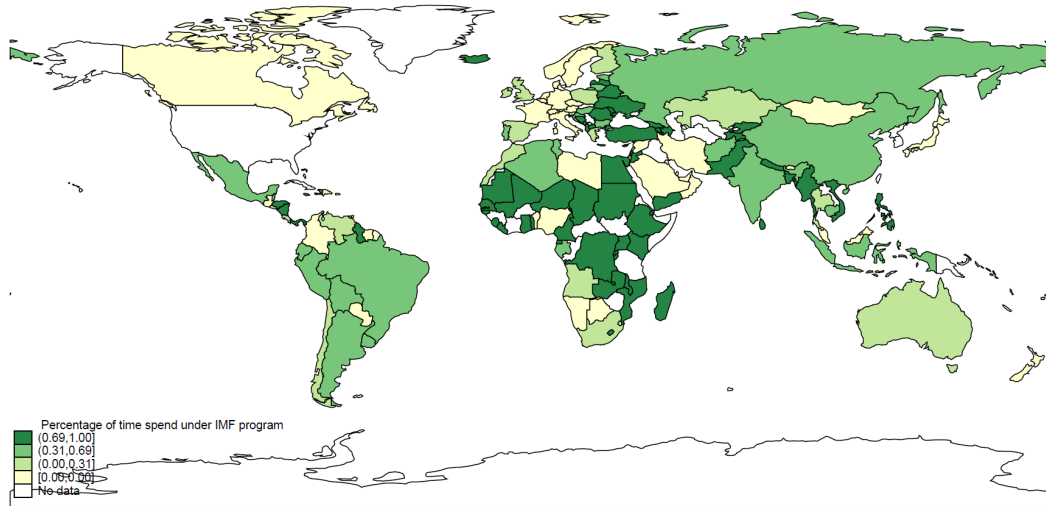 Percentage of time spend under IMF program
(0.69,1.00]
(0.31,0.69]
(0.00,0.31]
[0.00,0.00]
No data